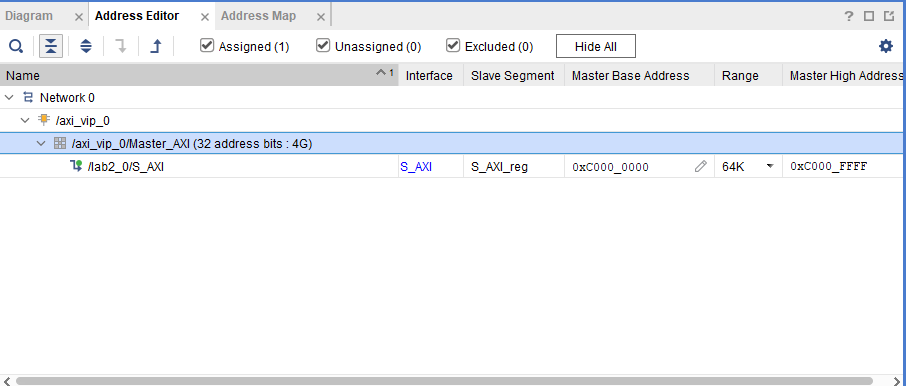 Diagram × Address Editor × Address Map × ?
Assigned (1) Unassigned (0) Excluded (0) Hide All
Name 1 Interface Slave Segment Master Base Address Range Master High Address
Network 0
/axi_vip_0
/axi_vip_0/Master_AXI (32 address bits : 4G)
/lab2_0/S_AXI S_AXI S_AXI_reg 0xC000_0000 64K 0xC000_FFFF